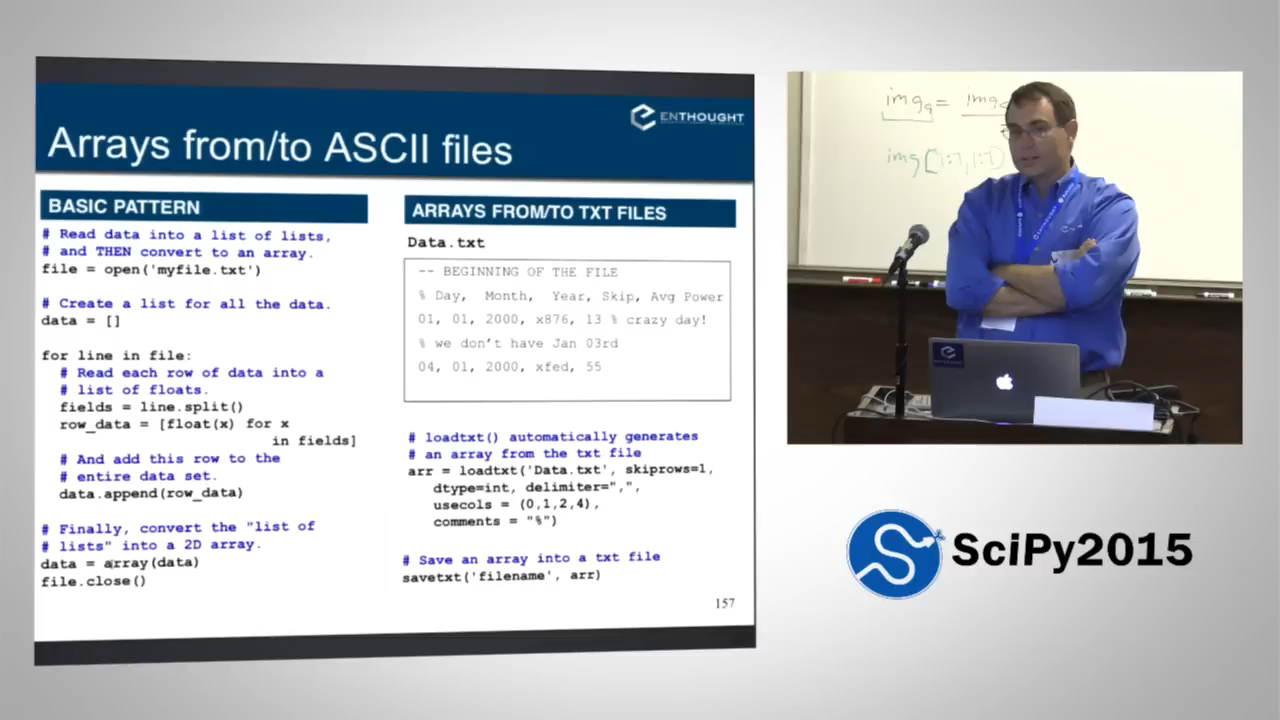 ENTHOUGHT
Arrays from/to ASCII files
BASIC PATTERN
# Read data into a list of lists,
# and THEN convert to an array.
file = open('myfile.txt')
# Create a list for all the data.
data = []
for line in file:
# Read each row of data into a
# list of floats.
fields = line.split()
row_data = [float(x) for x
in fields]
# And add this row to the
# entire data set.
data.append(row_data)
# Finally, convert the "list of
# lists" into a 2D array.
data = array(data)
file.close()
ARRAYS FROM/TO TXT FILES
Data.txt
-- BEGINNING OF THE FILE
% Day, Month, Year, Skip, Avg Power
01, 01, 2000, x876, 13 % crazy day!
% we don't have Jan 03rd
04, 01, 2000, xfed, 55
# loadtxt() automatically generates
# an array from the txt file
arr = loadtxt('Data.txt', skiprows=1,
dtype=int, delimiter=",",
usecols = (0,1,2,4),
comments = "%")
# Save an array into a txt file
savetxt('filename', arr)
157
img =
img[1:
SciPy2015